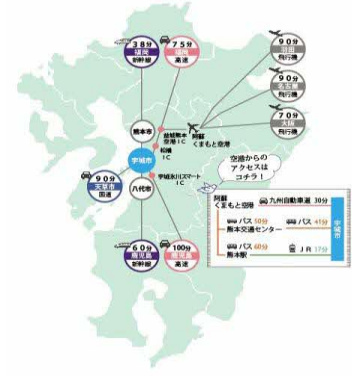 38分
福岡
新幹線
75分
福岡
高速
90分
羽田
飛行機
90分
名古屋
飛行機
70分
大阪
飛行機
熊本市
益城熊本
空港IC
松橋
IC
阿蘇
くまもと空港
宇城市
宇城氷川スマート
IC
90分
天草市
国道
八代市
空港からの
アクセスは
コチラ！
60分
鹿児島
新幹線
100分
鹿児島
高速
阿蘇
くまもと空港
九州自動車道 30分
バス 50分
バス 41分
熊本交通センター
バス 60分
JR 17分
熊本駅
宇城市